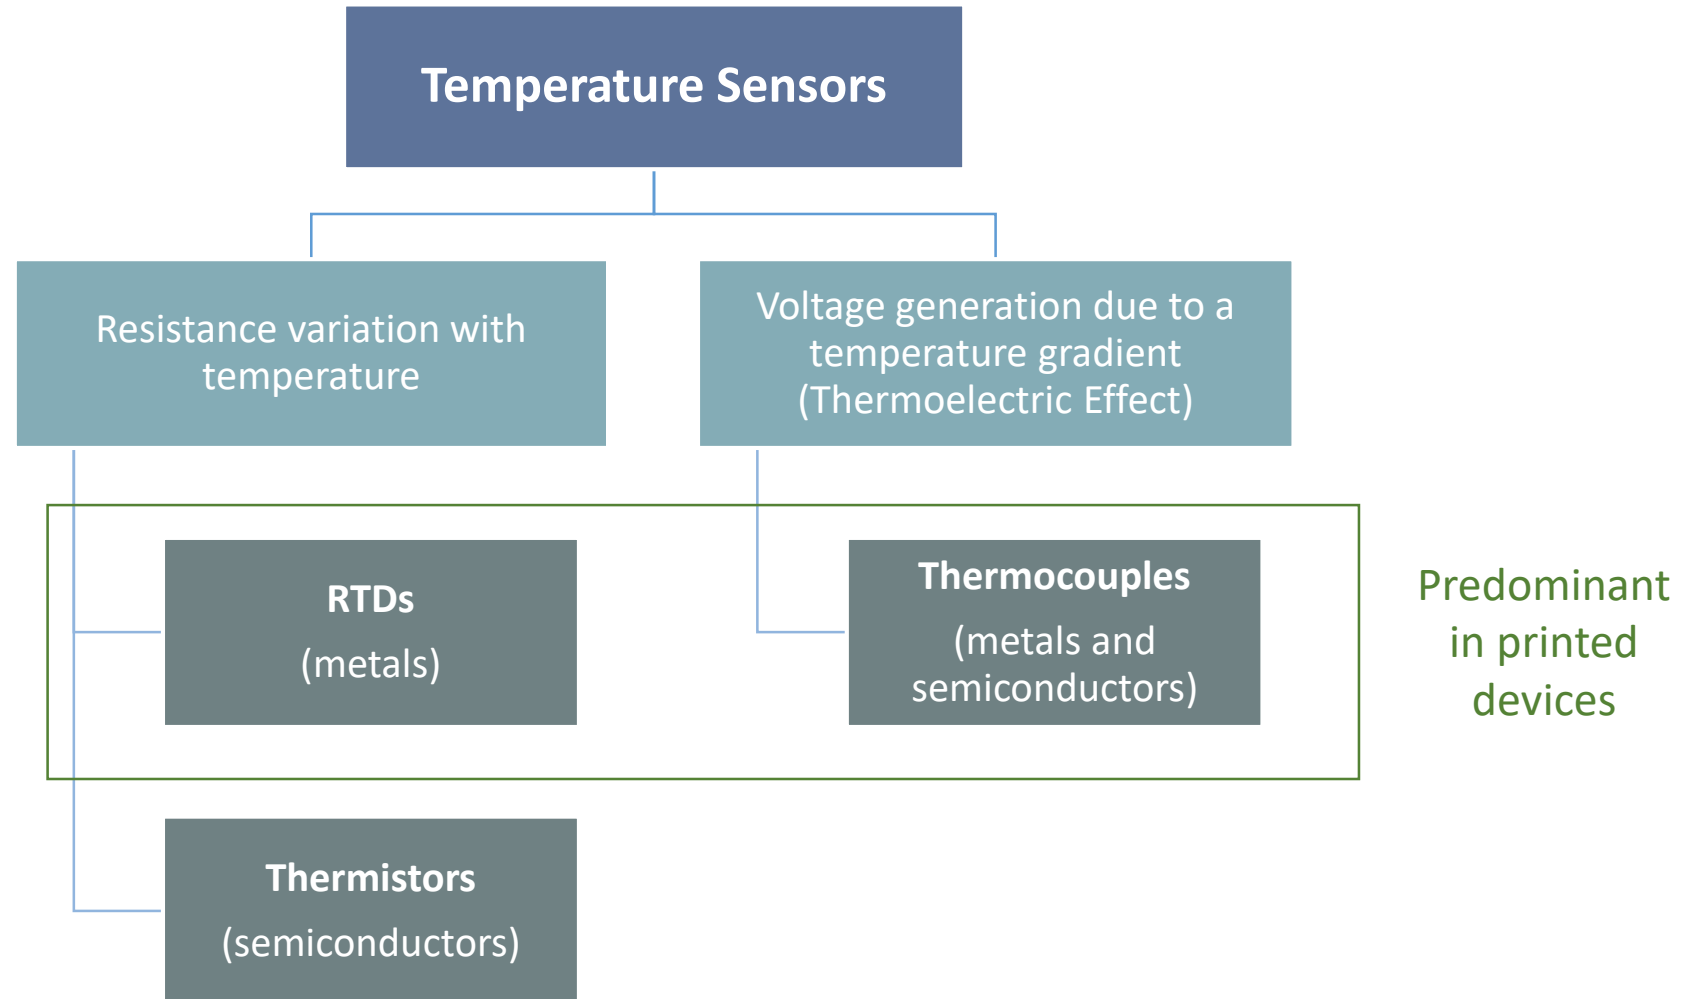 Temperature Sensors
Resistance variation with
temperature
Voltage generation due to a
temperature gradient
(Thermoelectric Effect)
RTDs
(metals)
Thermocouples
(metals and
semiconductors)
Predominant
in printed
devices
Thermistors
(semiconductors)